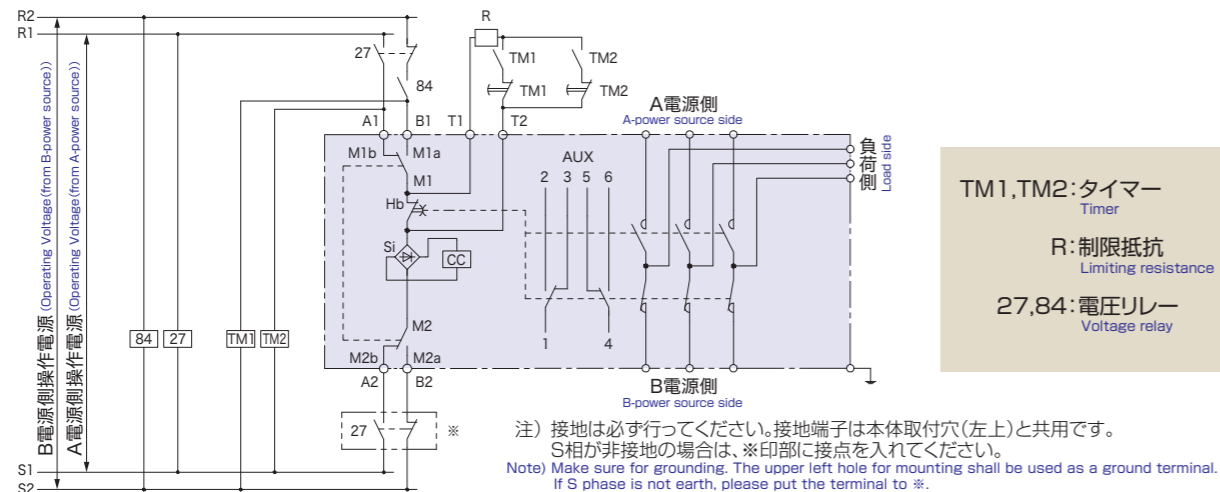 R2
R1
R
27
TM1
TM2
84
TM1
TM2
A電源側
A-power source side
A1
B1
T1
T2
M1b
M1a
AUX
負荷側
Load side
M1
2 3 5 6
Hb
Si
CC
B電源側操作電源 (Operating Voltage (from B-power source))
A電源側操作電源 (Operating Voltage (from A-power source))
84
27
TM1
TM2
M2
1
4
M2b
M2a
A2
B2
B電源側
B-power source side
27
※
S1
S2
TM1,TM2:タイマー
Timer
R:制限抵抗
Limiting resistance
27,84:電圧リレー
Voltage relay
注) 接地は必ず行ってください。接地端子は本体取付穴(左上)と共用です。
S相が非接地の場合は、※印部に接点を入れてください。
Note) Make sure for grounding. The upper left hole for mounting shall be used as a ground terminal.
If S phase is not earth, please put the terminal to ※.